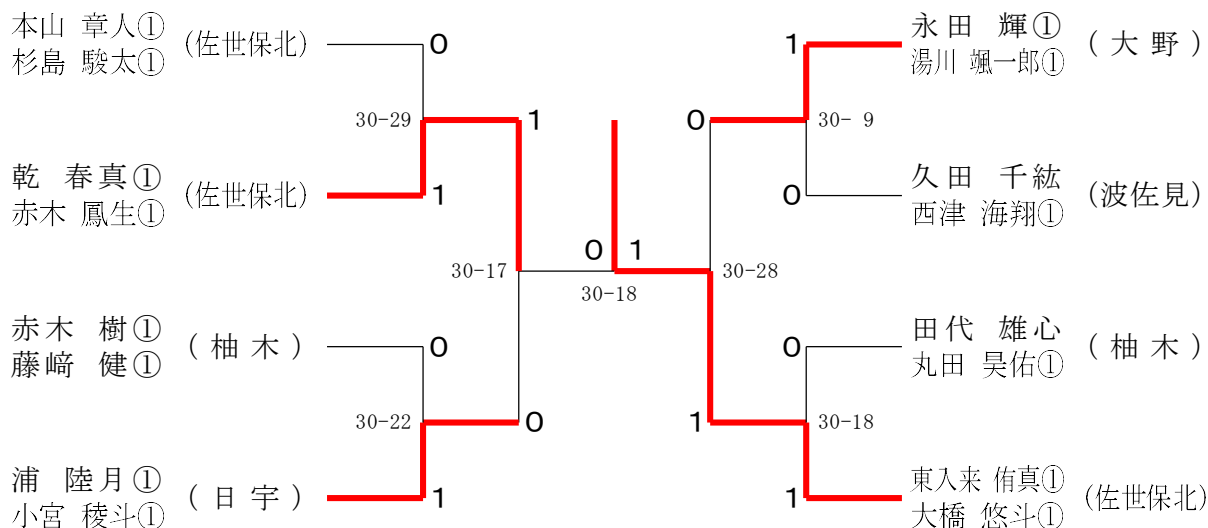 本山 章人① (佐世保北) 0
杉島 駿太①
30-29 1
乾 春真① (佐世保北) 1
赤木 鳳生①
30-17 0 1 30-28
30-18
赤木 樹① (柚木) 0
藤﨑 健①
30-22 0
浦 陸月① (日宇) 1
小宮 稜斗①
1 永田 輝① (大野)
湯川 颯一郎①
0 30- 9
0 久田 千紘 (波佐見)
西津 海翔①
0 田代 雄心 (柚木)
丸田 昊佑①
1 30-18
1 東入来 侑真① (佐世保北)
大橋 悠斗①